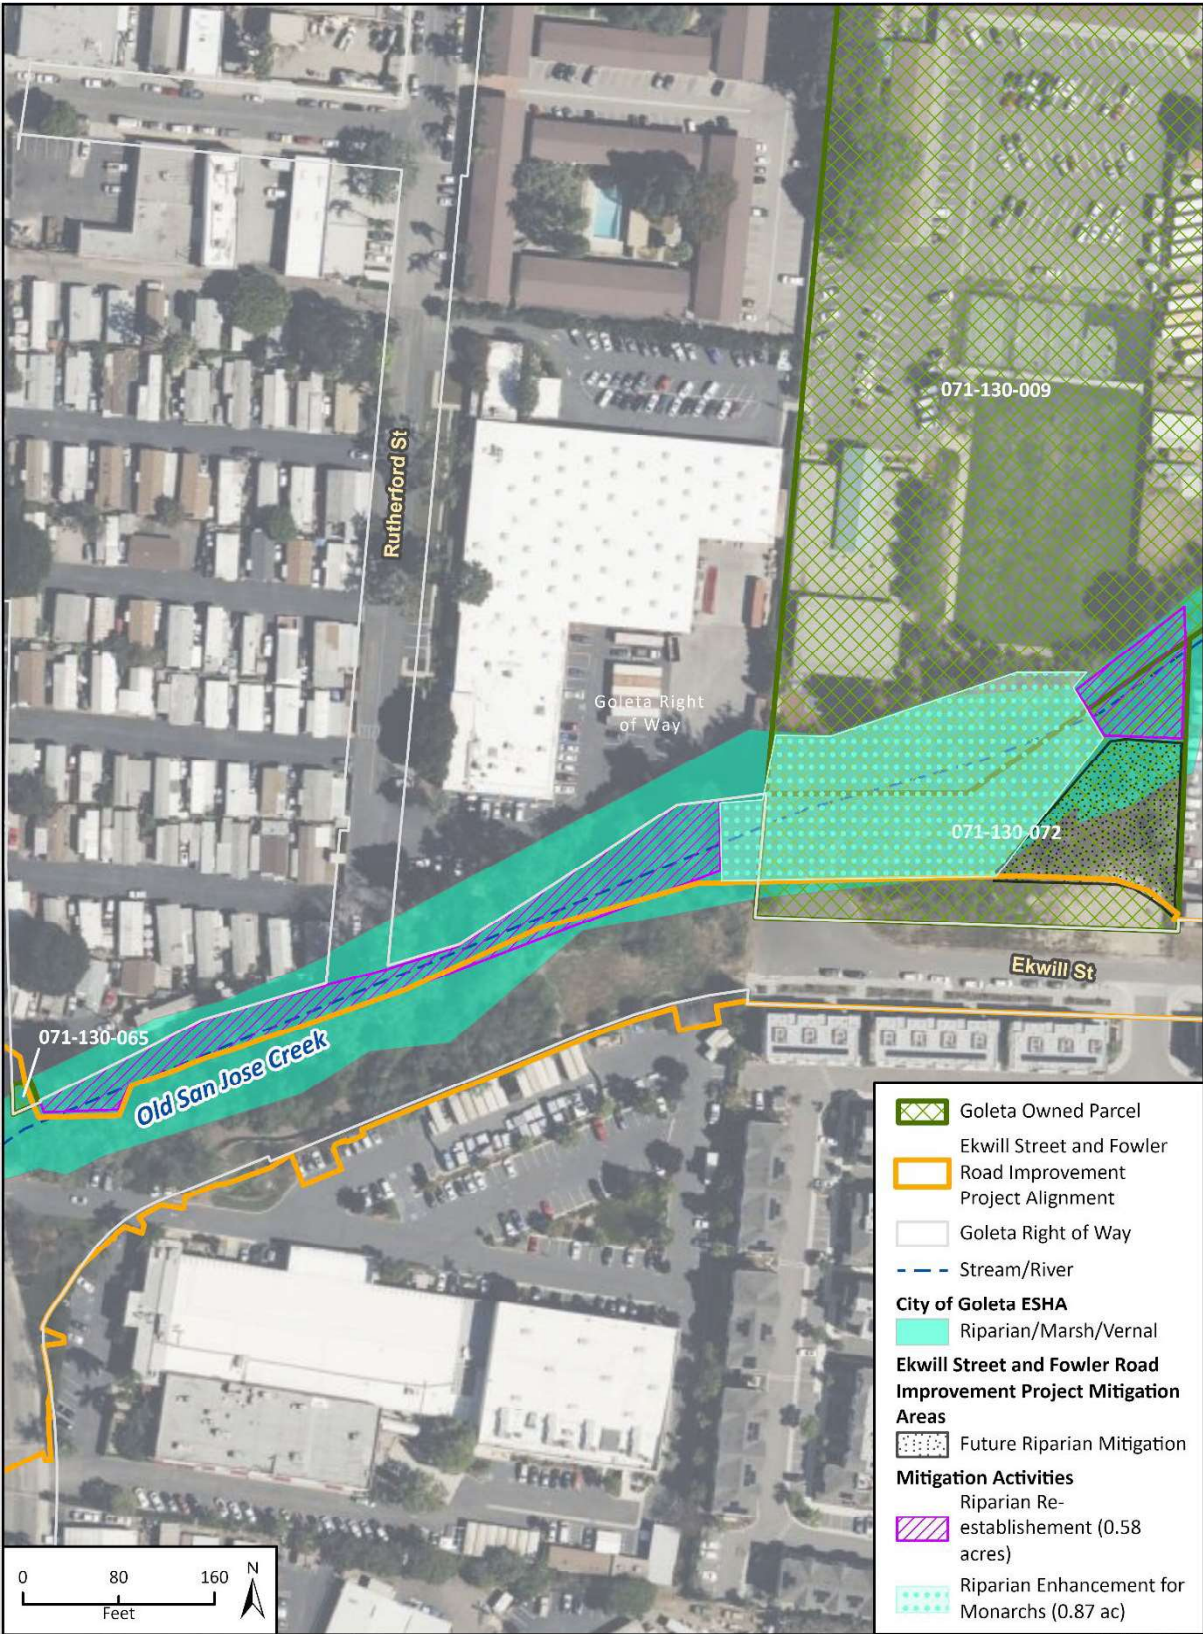 071-130-009
Rutherford St
Goleta Right
of Way
071-130-072
Ekwill St
071-130-065
Old San Jose Creek
Goleta Owned Parcel
Ekwill Street and Fowler
Road Improvement
Project Alignment
Goleta Right of Way
Stream/River
City of Goleta ESHA
Riparian/Marsh/Vernal
Ekwill Street and Fowler Road
Improvement Project Mitigation
Areas
Future Riparian Mitigation
Mitigation Activities
Riparian Re-
establishement (0.58
acres)
Riparian Enhancement for
Monarchs (0.87 ac)
0 80 160
Feet
N